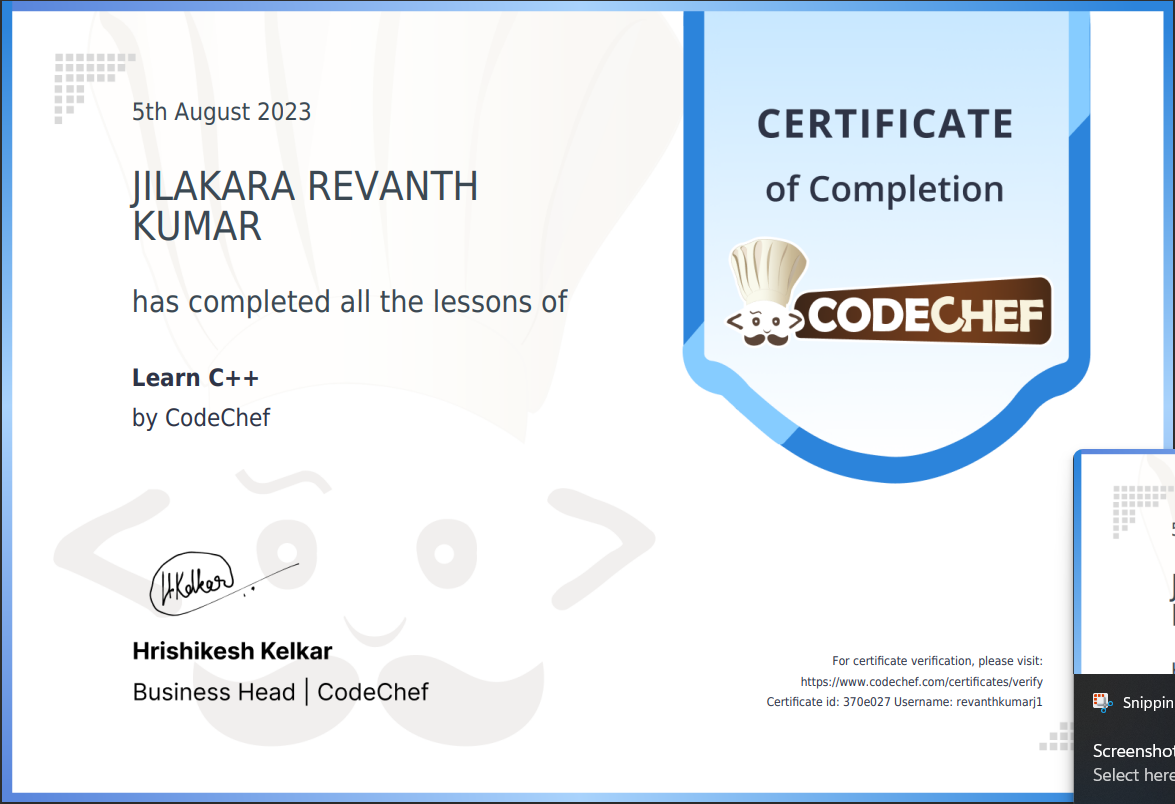 5th August 2023
JILAKARA REVANTH
KUMAR
has completed all the lessons of
Learn C++
by CodeChef
H.Kelkar
Hrishikesh Kelkar
Business Head | CodeChef
CERTIFICATE
of Completion
CODECHEF
For certificate verification, please visit:
https://www.codechef.com/certificates/verify
Certificate id: 370e027 Username: revanthkumarj1
Snippin
Screenshot
Select here